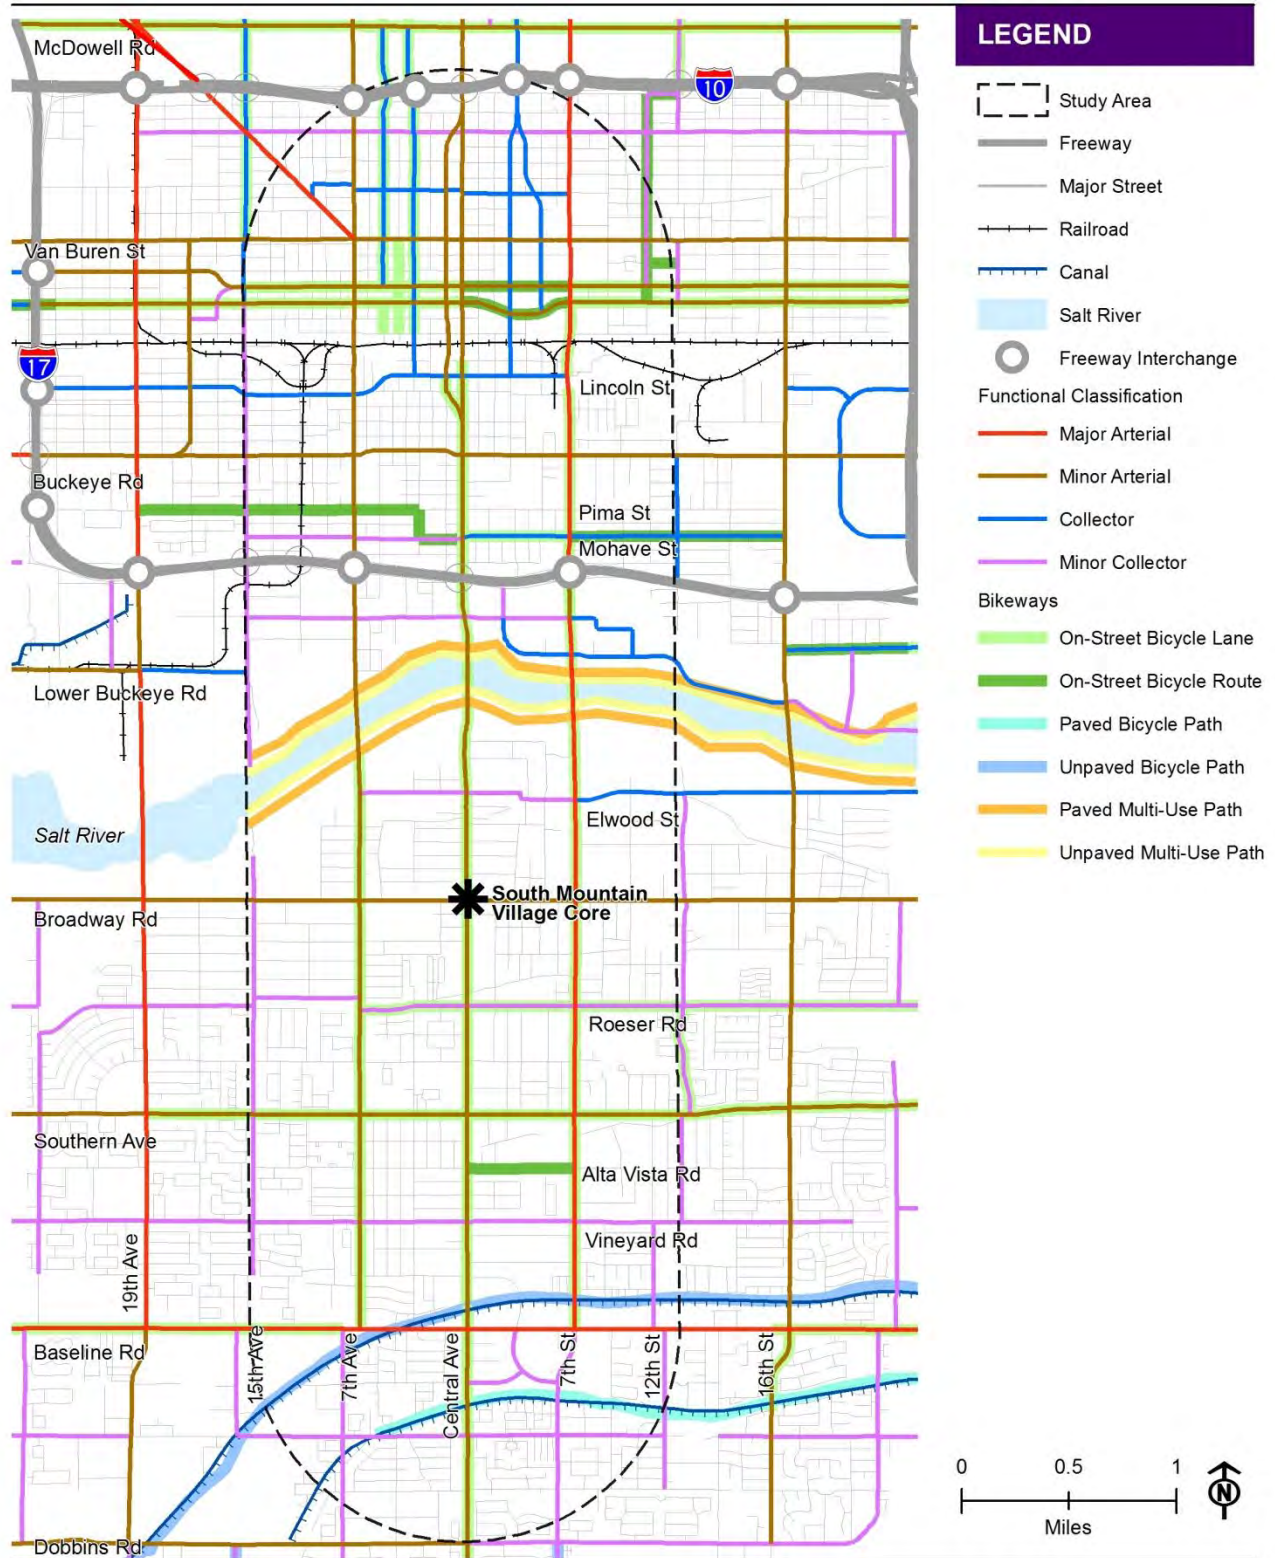 McDowell Rd
10
Van Buren St
17
Lincoln St
Buckeye Rd
Pima St
Mohave St
Lower Buckeye Rd
Salt River
Elwood St
South Mountain
Village Core
Broadway Rd
Roeser Rd
Southern Ave
Alta Vista Rd
Vineyard Rd
19th Ave
Baseline Rd
15th Ave
7th Ave
Central Ave
7th St
12th St
16th St
Dobbins Rd
LEGEND
Study Area
Freeway
Major Street
Railroad
Canal
Salt River
Freeway Interchange
Functional Classification
Major Arterial
Minor Arterial
Collector
Minor Collector
Bikeways
On-Street Bicycle Lane
On-Street Bicycle Route
Paved Bicycle Path
Unpaved Bicycle Path
Paved Multi-Use Path
Unpaved Multi-Use Path
0 0.5 1
Miles
N